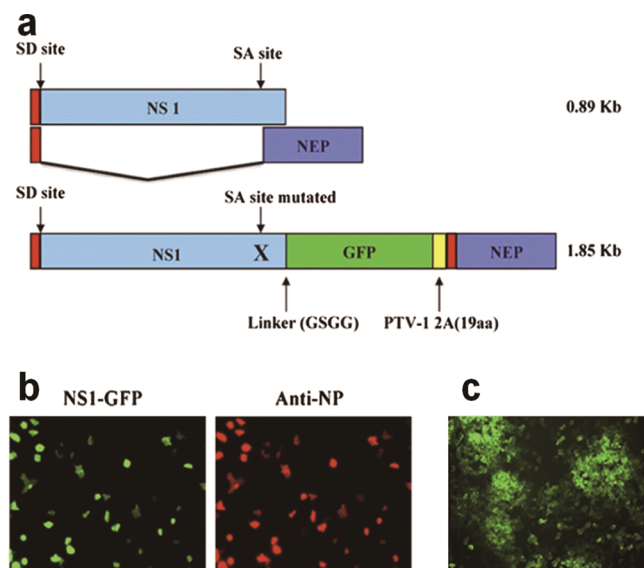 a
SD site
SA site
NS 1
0.89 Kb
NEP
SD site
SA site mutated
NS1
X
GFP
NEP
1.85 Kb
Linker (GSGG)
PTV-1 2A(19aa)
b
NS1-GFP
Anti-NP
c